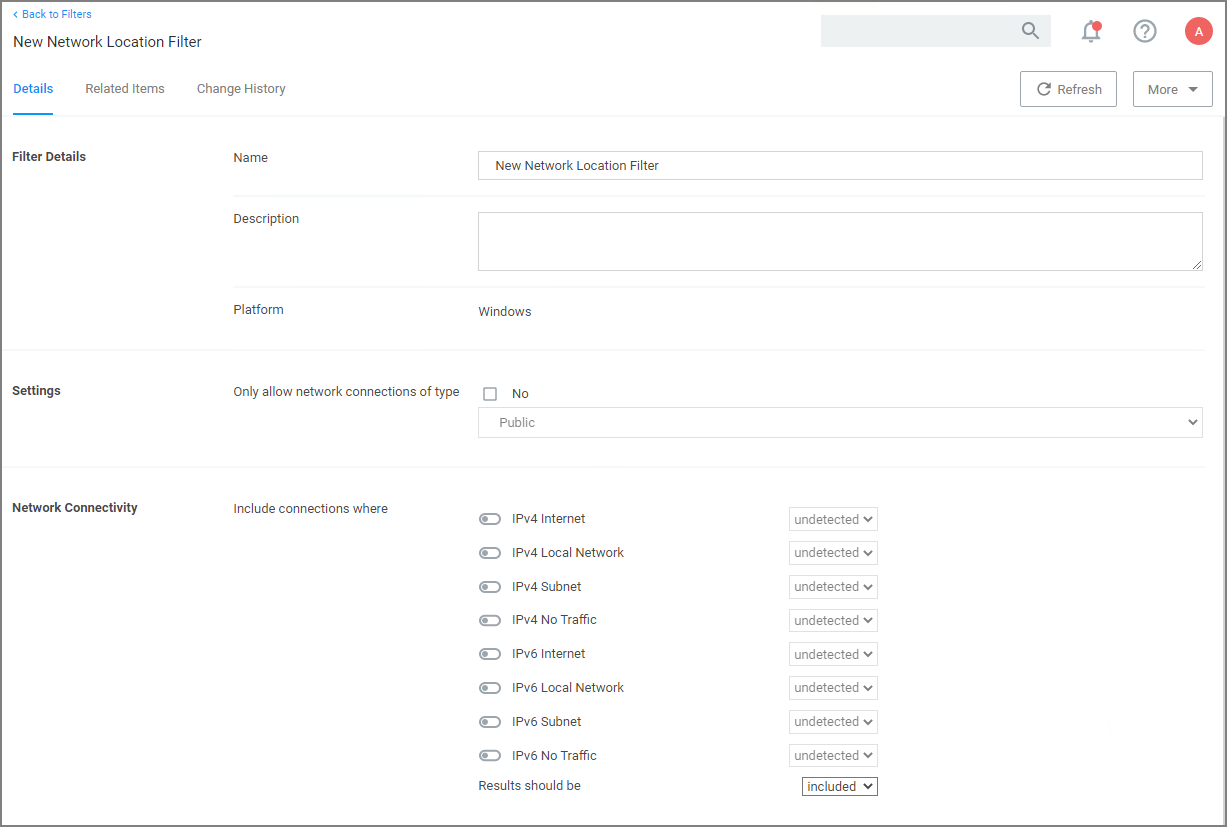 Back to Filters
New Network Location Filter
A
Details
Related Items
Change History
Refresh
More
Filter Details
Name
New Network Location Filter
Description
Platform
Windows
Settings
Only allow network connections of type
No
Public
Network Connectivity
Include connections where
IPv4 Internet
undetected
IPv4 Local Network
undetected
IPv4 Subnet
undetected
IPv4 No Traffic
undetected
IPv6 Internet
undetected
IPv6 Local Network
undetected
IPv6 Subnet
undetected
IPv6 No Traffic
undetected
Results should be
included